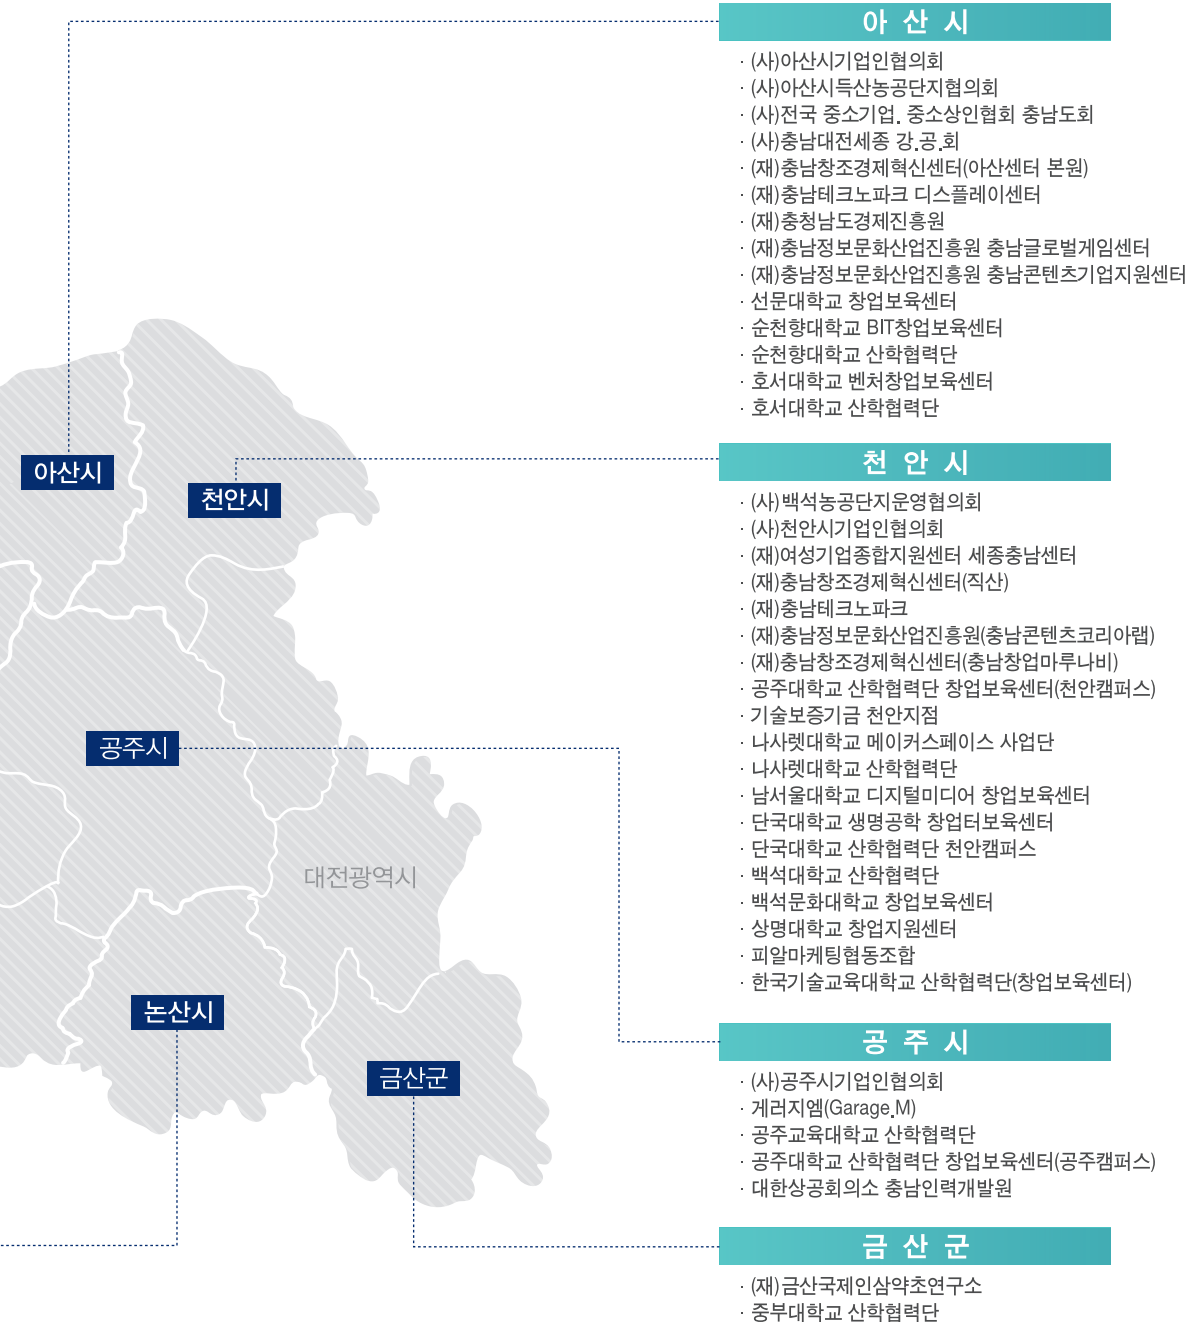 아산시
· (사)아산시기업인협의회
· (사)아산시득산농공단지협의회
· (사)전국 중소기업. 중소상인협회 충남도회
· (사)충남대전세종 강.공.회
· (재)충남창조경제혁신센터(아산센터 본원)
· (재)충남테크노파크 디스플레이센터
· (재)충청남도경제진흥원
· (재)충남정보문화산업진흥원 충남글로벌게임센터
· (재)충남정보문화산업진흥원 충남콘텐츠기업지원센터
· 선문대학교 창업보육센터
· 순천향대학교 BIT창업보육센터
· 순천향대학교 산학협력단
· 호서대학교 벤처창업보육센터
· 호서대학교 산학협력단
천안시
· (사)백석농공단지운영협의회
· (사)천안시기업인협의회
· (재)여성기업종합지원센터 세종충남센터
· (재)충남창조경제혁신센터(직산)
· (재)충남테크노파크
· (재)충남정보문화산업진흥원(충남콘텐츠코리아랩)
· (재)충남창조경제혁신센터(충남창업마루나비)
· 공주대학교 산학협력단 창업보육센터(천안캠퍼스)
· 기술보증기금 천안지점
· 나사렛대학교 메이커스페이스 사업단
· 나사렛대학교 산학협력단
· 남서울대학교 디지털미디어 창업보육센터
· 단국대학교 생명공학 창업터보육센터
· 단국대학교 산학협력단 천안캠퍼스
· 백석대학교 산학협력단
· 백석문화대학교 창업보육센터
· 상명대학교 창업지원센터
· 피알마케팅협동조합
· 한국기술교육대학교 산학협력단(창업보육센터)
공주시
· (사)공주시기업인협의회
· 게러지엠(Garage.M)
· 공주교육대학교 산학협력단
· 공주대학교 산학협력단 창업보육센터(공주캠퍼스)
· 대한상공회의소 충남인력개발원
금산군
· (재)금산국제인삼약초연구소
· 중부대학교 산학협력단
아산시
천안시
공주시
대전광역시
논산시
금산군